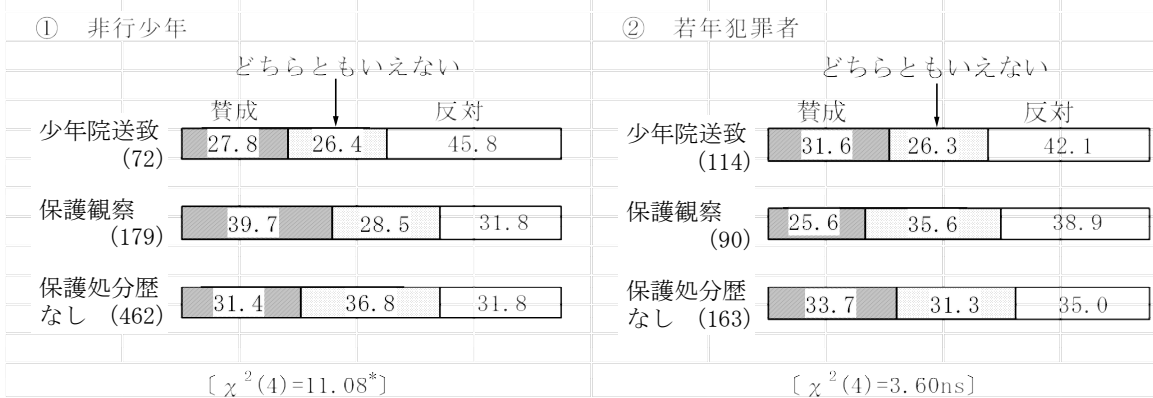 ① 非行少年
どちらともいえない
賛成 反対
少年院送致
(72)
27.8 26.4 45.8
保護観察
(179)
39.7 28.5 31.8
保護処分歴
なし (462)
31.4 36.8 31.8
〔χ²(4)=11.08*〕
② 若年犯罪者
どちらともいえない
賛成 反対
少年院送致
(114)
31.6 26.3 42.1
保護観察
(90)
25.6 35.6 38.9
保護処分歴
なし (163)
33.7 31.3 35.0
〔χ²(4)=3.60ns〕